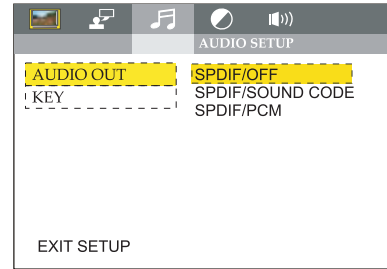 AUDIO SETUP
AUDIO OUT
KEY
SPDIF/OFF
SPDIF/SOUND CODE
SPDIF/PCM
EXIT SETUP